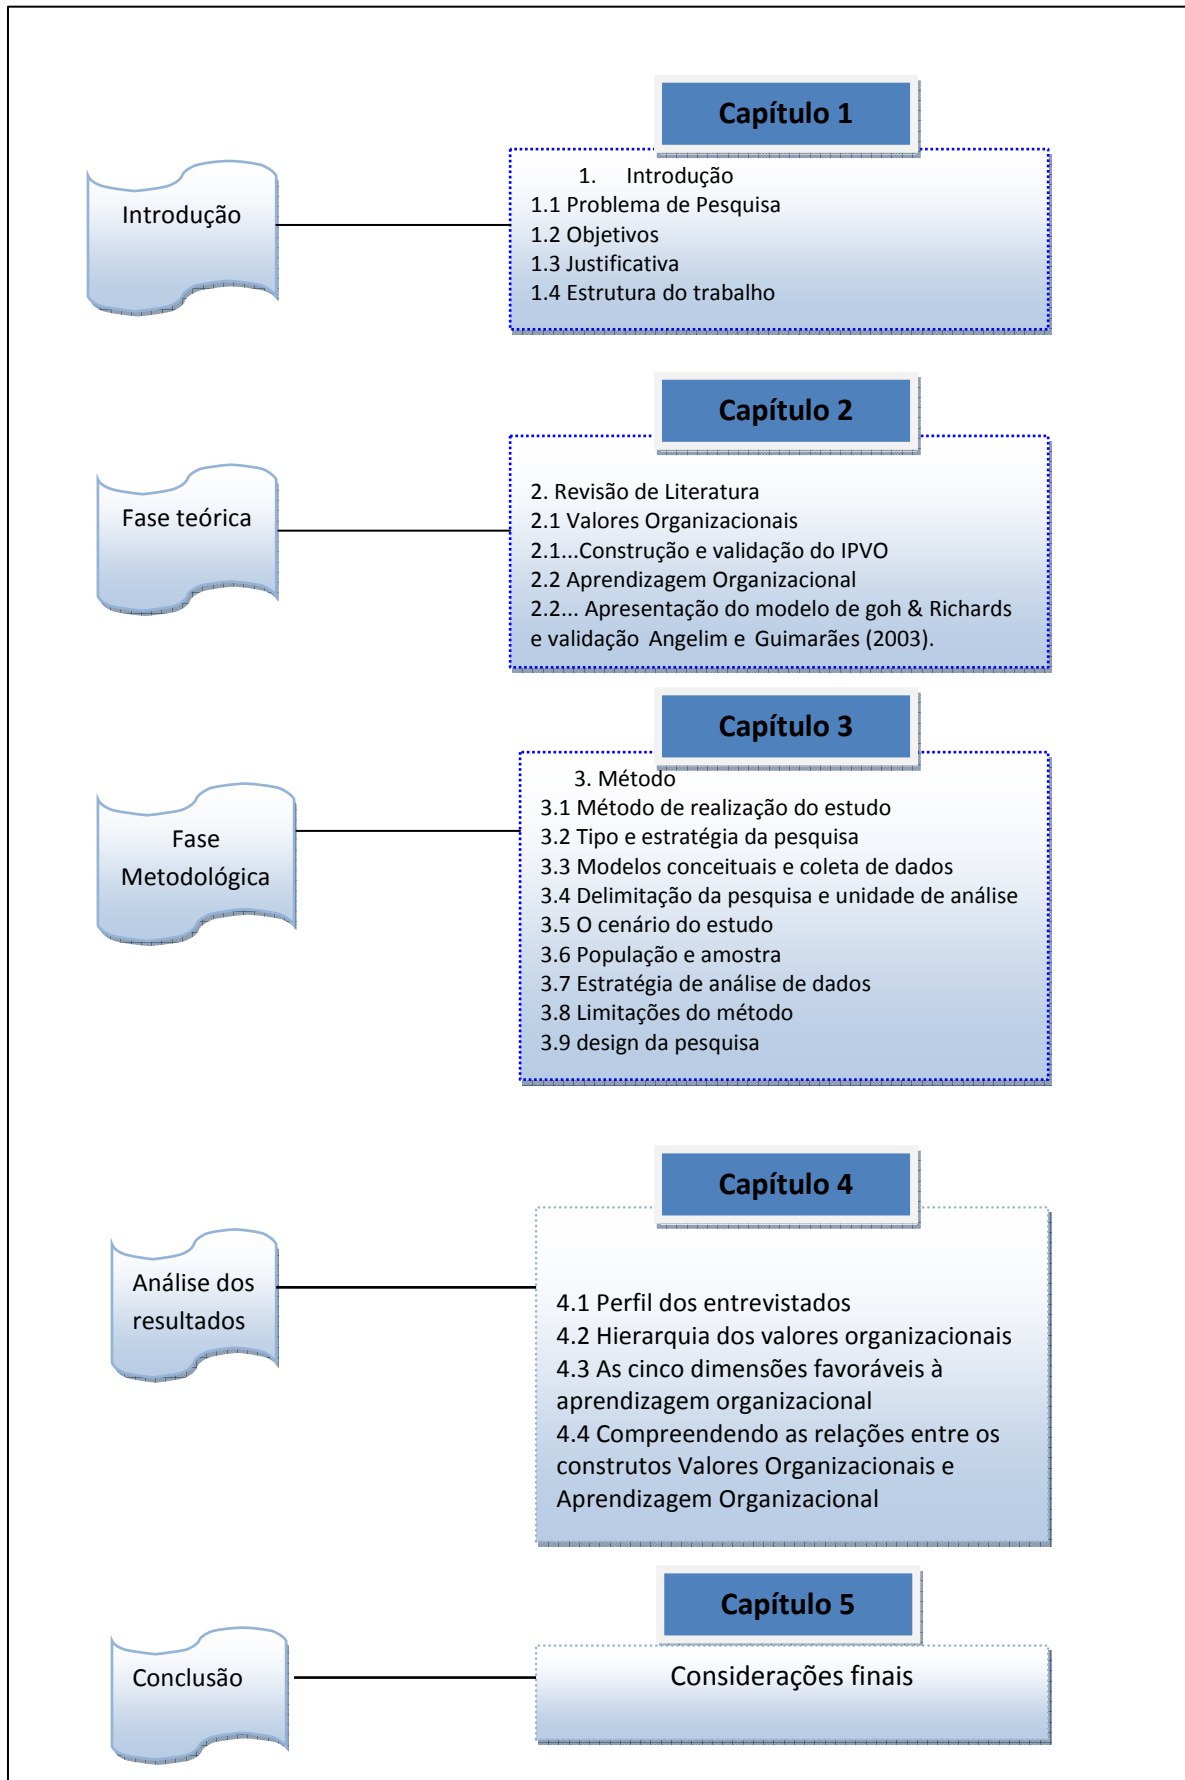 Capítulo 1
Introdução
1. Introdução
1.1 Problema de Pesquisa
1.2 Objetivos
1.3 Justificativa
1.4 Estrutura do trabalho
Capítulo 2
Fase teórica
2. Revisão de Literatura
2.1 Valores Organizacionais
2.1...Construção e validação do IPVO
2.2 Aprendizagem Organizacional
2.2... Apresentação do modelo de goh & Richards
e validação Angelim e Guimarães (2003).
Capítulo 3
Fase
Metodológica
3. Método
3.1 Método de realização do estudo
3.2 Tipo e estratégia da pesquisa
3.3 Modelos conceituais e coleta de dados
3.4 Delimitação da pesquisa e unidade de análise
3.5 O cenário do estudo
3.6 População e amostra
3.7 Estratégia de análise de dados
3.8 Limitações do método
3.9 design da pesquisa
Capítulo 4
Análise dos
resultados
4.1 Perfil dos entrevistados
4.2 Hierarquia dos valores organizacionais
4.3 As cinco dimensões favoráveis à
aprendizagem organizacional
4.4 Compreendendo as relações entre os
construtos Valores Organizacionais e
Aprendizagem Organizacional
Capítulo 5
Conclusão
Considerações finais